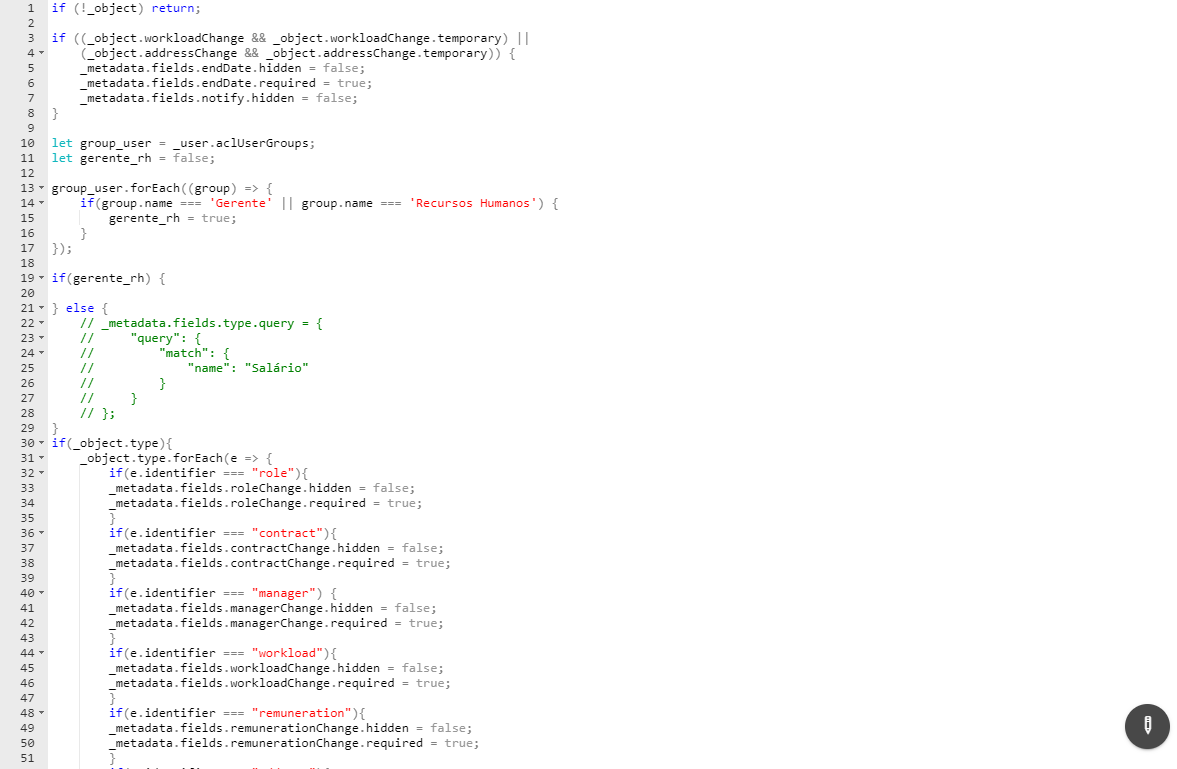 1 if (!_object) return;
2
3 if ((_object.workloadChange && _object.workloadChange.temporary) ||
4 (_object.addressChange && _object.addressChange.temporary)) {
5 _metadata.fields.endDate.hidden = false;
6 _metadata.fields.endDate.required = true;
7 _metadata.fields.notify.hidden = false;
8 }
9
10 let group_user = _user.aclUserGroups;
11 let gerente_rh = false;
12
13 group_user.forEach((group) => {
14 if(group.name === 'Gerente' || group.name === 'Recursos Humanos') {
15 gerente_rh = true;
16 }
17 });
18
19 if(gerente_rh) {
20
21 } else {
22 // _metadata.fields.type.query = {
23 // "query": {
24 // "match": {
25 // "name": "Salário"
26 // }
27 // }
28 // };
29 }
30 if(_object.type){
31 _object.type.forEach(e => {
32 if(e.identifier === "role"){
33 _metadata.fields.roleChange.hidden = false;
34 _metadata.fields.roleChange.required = true;
35 }
36 if(e.identifier === "contract"){
37 _metadata.fields.contractChange.hidden = false;
38 _metadata.fields.contractChange.required = true;
39 }
40 if(e.identifier === "manager") {
41 _metadata.fields.managerChange.hidden = false;
42 _metadata.fields.managerChange.required = true;
43 }
44 if(e.identifier === "workload"){
45 _metadata.fields.workloadChange.hidden = false;
46 _metadata.fields.workloadChange.required = true;
47 }
48 if(e.identifier === "remuneration"){
49 _metadata.fields.remunerationChange.hidden = false;
50 _metadata.fields.remunerationChange.required = true;
51 }